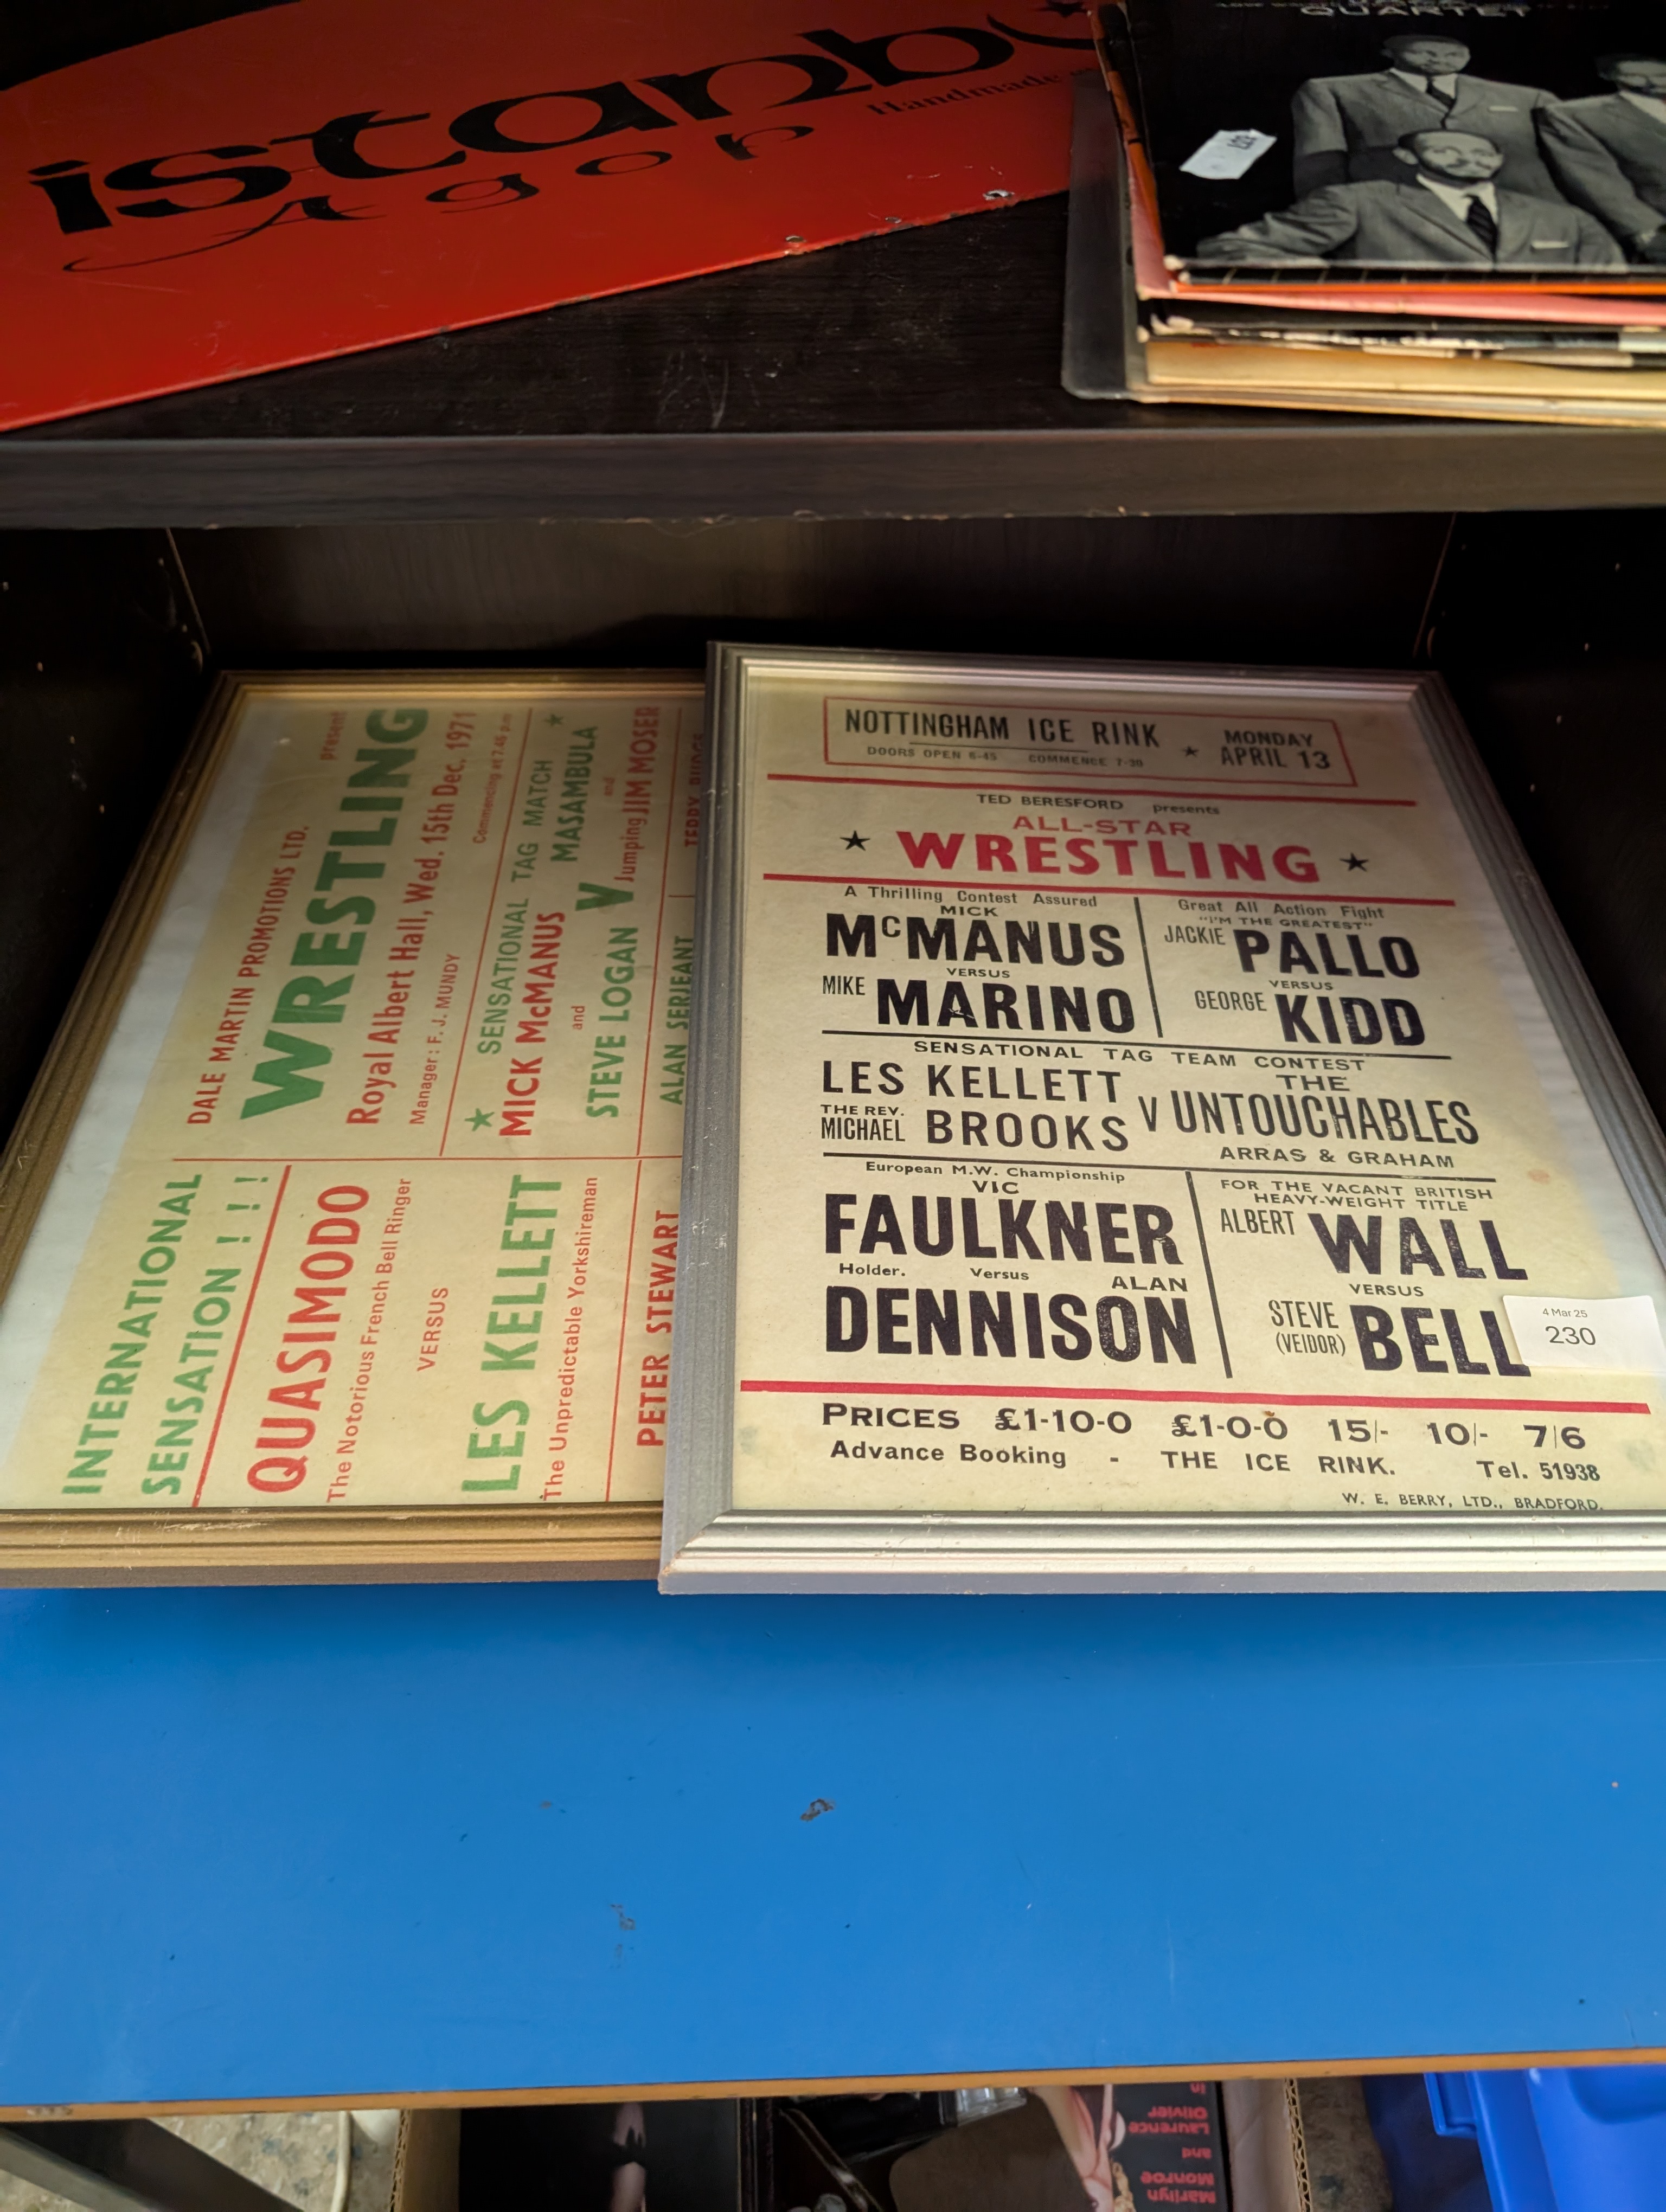 istanbu
Agop
Handmade
QUARTET
LOT
DALE MARTIN PROMOTIONS LTD. present
WRESTLING
Royal Albert Hall, Wed. 15th Dec. 1971
Manager: F. J. MUNDY Commencing at 7.45 p.m
★ SENSATIONAL TAG MATCH ★
MICK McMANUS MASAMBULA
and V and
STEVE LOGAN Jumping JIM MOSER
ALAN SERJEANT TERRY
INTERNATIONAL
SENSATION ! ! !
QUASIMODO
The Notorious French Bell Ringer
VERSUS
LES KELLETT
The Unpredictable Yorkshireman
PETER STEWART
NOTTINGHAM ICE RINK ★ MONDAY
DOORS OPEN 6-45 COMMENCE 7-30 APRIL 13
TED BERESFORD presents
ALL-STAR
★ WRESTLING ★
A Thrilling Contest Assured
MICK
McMANUS
VERSUS
MIKE MARINO
Great All Action Fight
"I'M THE GREATEST"
JACKIE PALLO
VERSUS
GEORGE KIDD
SENSATIONAL TAG TEAM CONTEST
LES KELLETT
THE REV.
MICHAEL BROOKS
V
THE
UNTOUCHABLES
ARRAS & GRAHAM
European M.W. Championship
VIC
FAULKNER
Holder. Versus ALAN
DENNISON
FOR THE VACANT BRITISH
HEAVY-WEIGHT TITLE
ALBERT WALL
VERSUS
STEVE
(VEIDOR) BELL
4 Mar 25
230
PRICES £1-10-0 £1-0-0 15/- 10/- 7/6
Advance Booking - THE ICE RINK. Tel. 51938
W. E. BERRY, LTD., BRADFORD.
Marilyn
Monroe
and
Laurence
Olivier
in